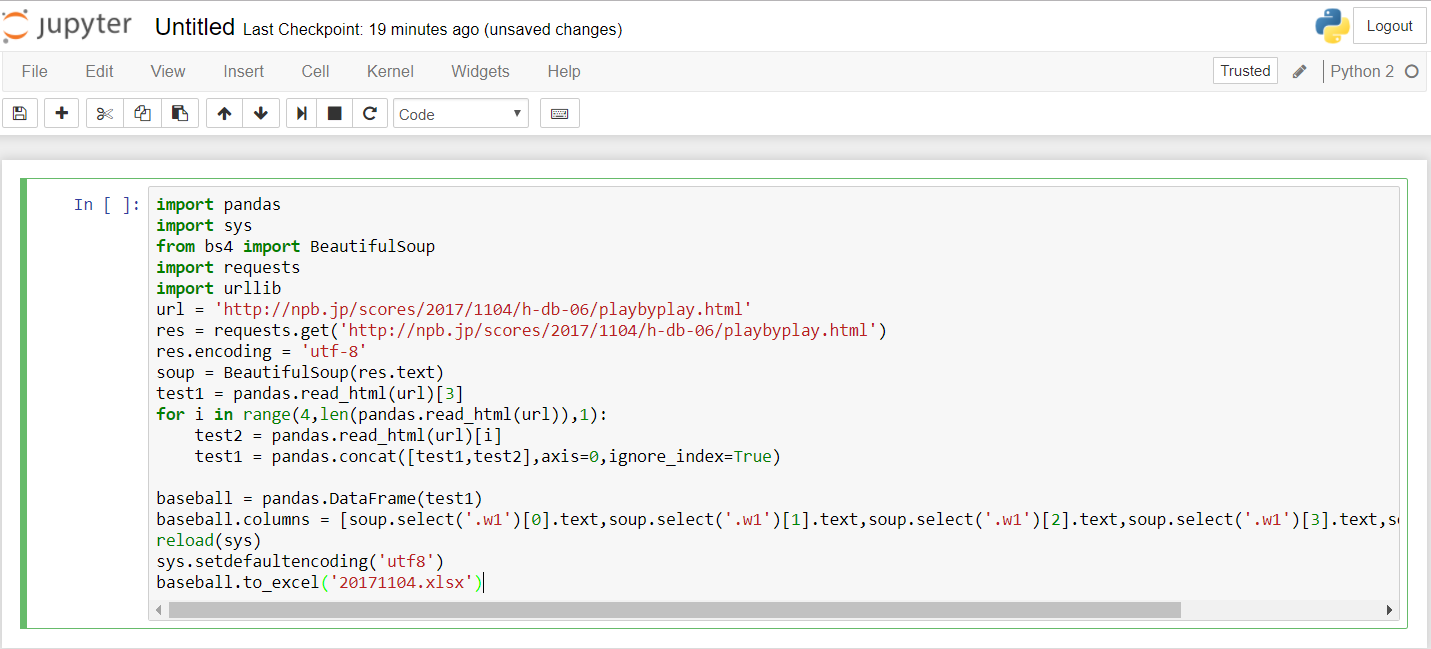 jupyter Untitled Last Checkpoint: 19 minutes ago (unsaved changes) Logout
File Edit View Insert Cell Kernel Widgets Help Trusted Python 2
Code
In [ ]:
import pandas
import sys
from bs4 import BeautifulSoup
import requests
import urllib
url = 'http://npb.jp/scores/2017/1104/h-db-06/playbyplay.html'
res = requests.get('http://npb.jp/scores/2017/1104/h-db-06/playbyplay.html')
res.encoding = 'utf-8'
soup = BeautifulSoup(res.text)
test1 = pandas.read_html(url)[3]
for i in range(4,len(pandas.read_html(url)),1):
    test2 = pandas.read_html(url)[i]
    test1 = pandas.concat([test1,test2],axis=0,ignore_index=True)
baseball = pandas.DataFrame(test1)
baseball.columns = [soup.select('.w1')[0].text,soup.select('.w1')[1].text,soup.select('.w1')[2].text,soup.select('.w1')[3].text,s
reload(sys)
sys.setdefaultencoding('utf8')
baseball.to_excel('20171104.xlsx')